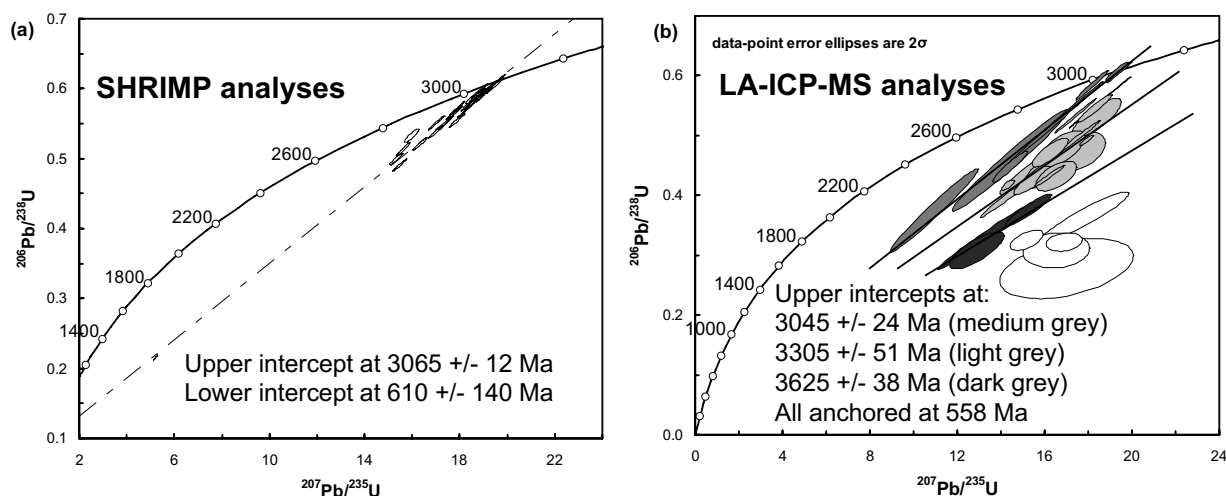 (a)
SHRIMP analyses
0.7
0.6
0.5
0.4
0.3
0.2
0.1
²⁰⁶Pb/²³⁸U
3000
2600
2200
1800
1400
Upper intercept at 3065 +/- 12 Ma
Lower intercept at 610 +/- 140 Ma
2 6 10 14 18 22
²⁰⁷Pb/²³⁵U
(b)
data-point error ellipses are 2σ
LA-ICP-MS analyses
0.6
0.4
0.2
0.0
²⁰⁶Pb/²³⁸U
3000
2600
2200
1800
1400
1000
Upper intercepts at:
3045 +/- 24 Ma (medium grey)
3305 +/- 51 Ma (light grey)
3625 +/- 38 Ma (dark grey)
All anchored at 558 Ma
0 4 8 12 16 20 24
²⁰⁷Pb/²³⁵U